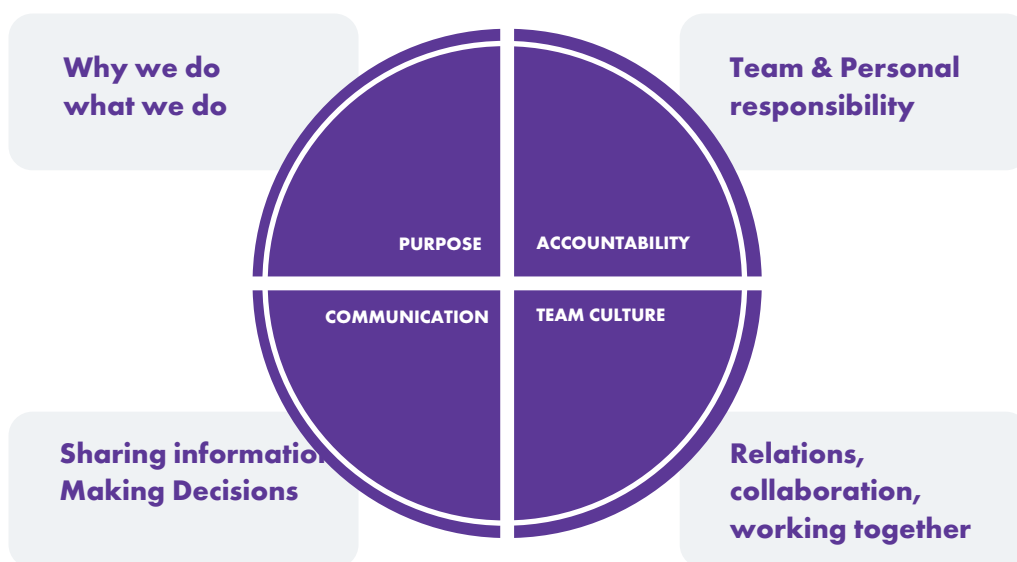 Why we do
what we do
Team & Personal
responsibility
PURPOSE
ACCOUNTABILITY
COMMUNICATION
TEAM CULTURE
Sharing information
Making Decisions
Relations,
collaboration,
working together